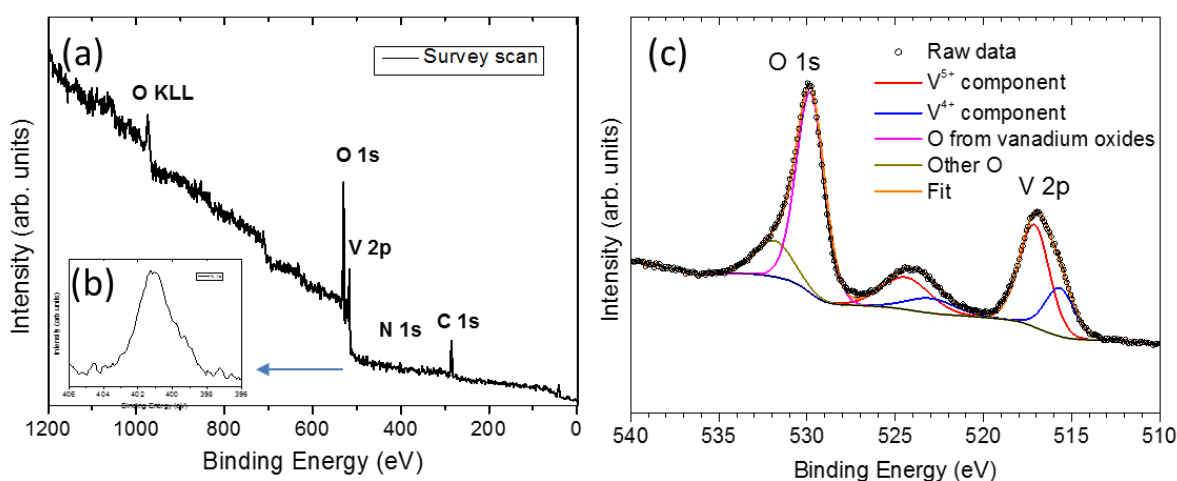 (a)
Survey scan
O KLL
O 1s
V 2p
N 1s
C 1s
Intensity (arb. units)
1200 1000 800 600 400 200 0
Binding Energy (eV)
(b)
N 1s
Intensity (arb units)
406 404 402 400 398 396
Binding Energy (eV)
(c)
O 1s
V 2p
Raw data
V⁵⁺ component
V⁴⁺ component
O from vanadium oxides
Other O
Fit
Intensity (arb. units)
540 535 530 525 520 515 510
Binding Energy (eV)